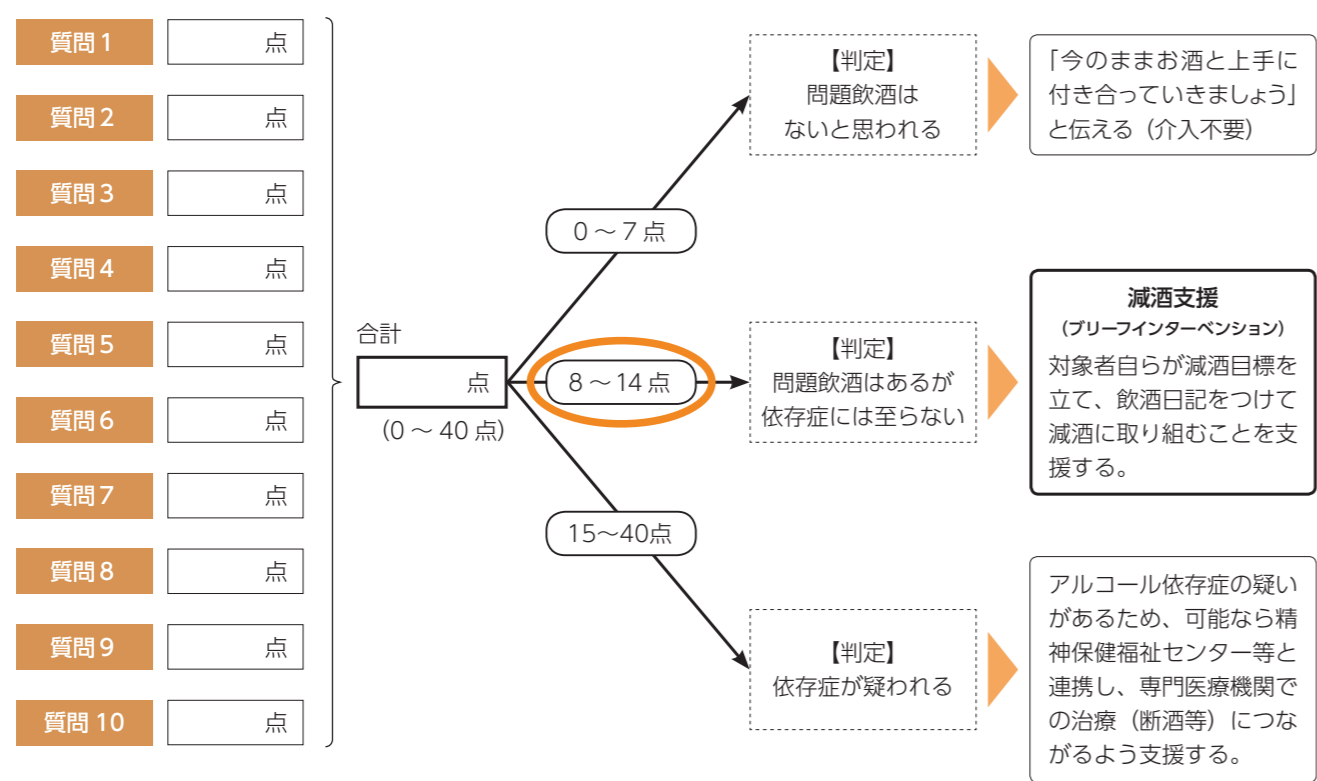 質問1 点
質問2 点
質問3 点
質問4 点
質問5 点
質問6 点
質問7 点
質問8 点
質問9 点
質問10 点
合計
点
(0〜40点)
0〜7点
【判定】
問題飲酒は
ないと思われる
「今のままお酒と上手に
付き合っていきましょう」
と伝える（介入不要）
8〜14点
【判定】
問題飲酒はあるが
依存症には至らない
減酒支援
（ブリーフインターベンション）
対象者自らが減酒目標を
立て、飲酒日記をつけて
減酒に取り組むことを支
援する。
15〜40点
【判定】
依存症が疑われる
アルコール依存症の疑い
があるため、可能なら精
神保健福祉センター等と
連携し、専門医療機関で
の治療（断酒等）につな
がるよう支援する。